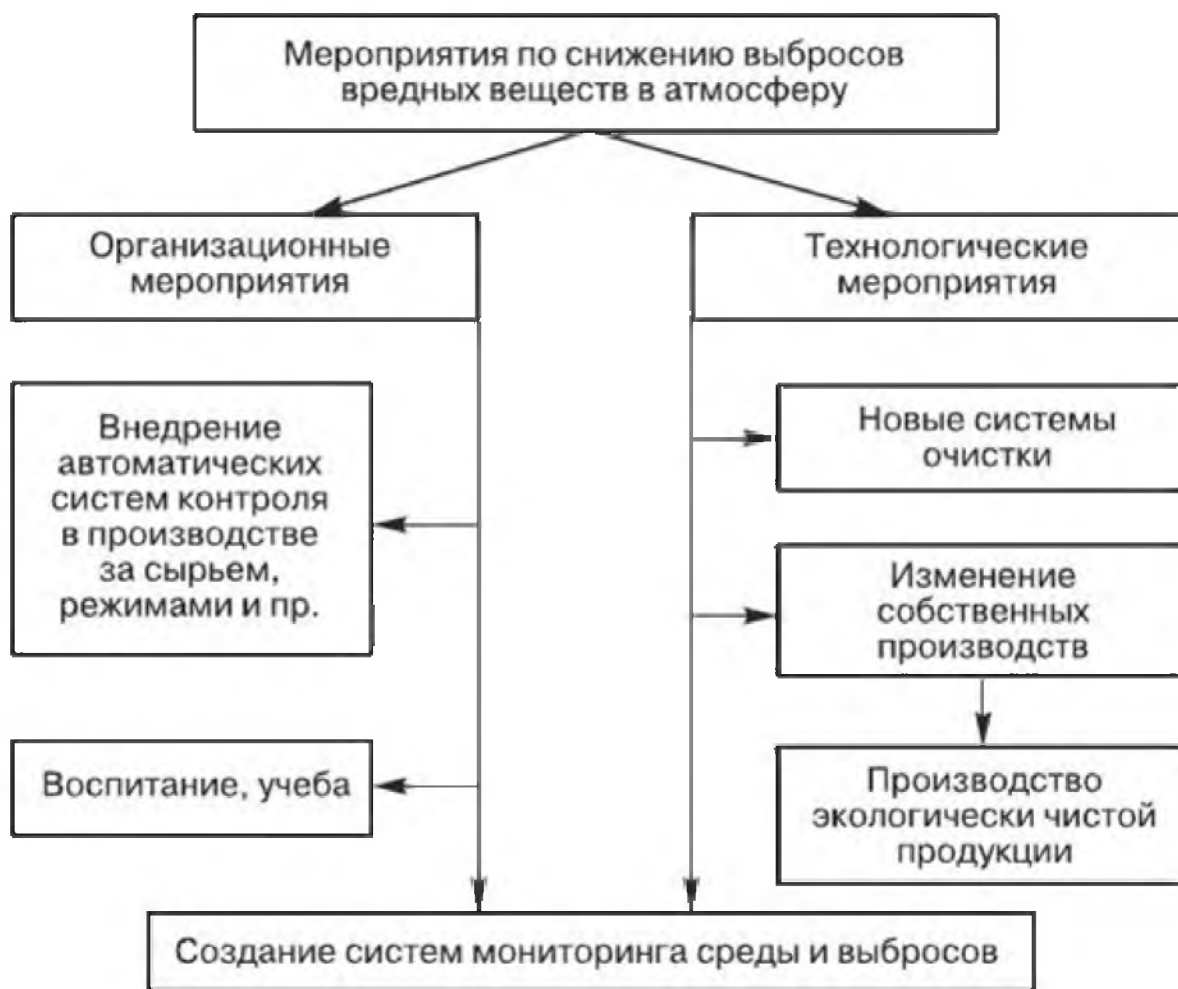 Мероприятия по снижению выбросов
вредных веществ в атмосферу
Организационные
мероприятия
Технологические
мероприятия
Внедрение
автоматических
систем контроля
в производстве
за сырьем,
режимами и пр.
Новые системы
очистки
Изменение
собственных
производств
Воспитание, учеба
Производство
экологически чистой
продукции
Создание систем мониторинга среды и выбросов